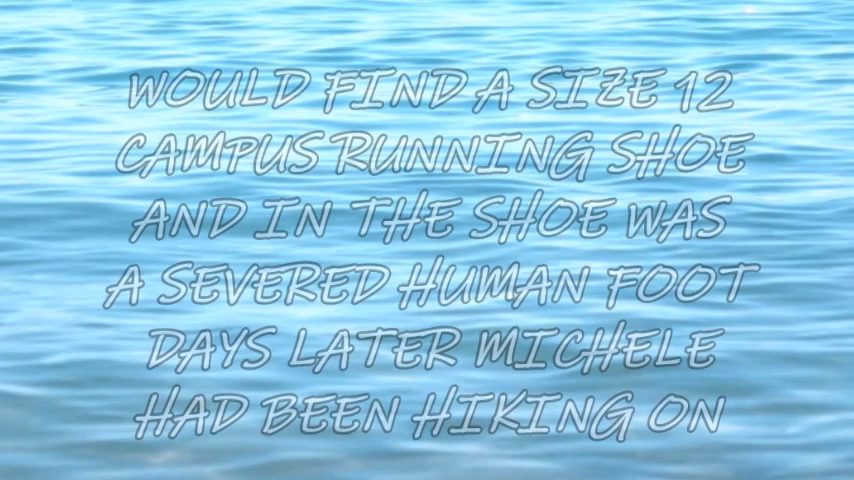 WOULD FIND A SIZE 12
CAMPUS RUNNING SHOE
AND IN THE SHOE WAS
A SEVERED HUMAN FOOT
DAYS LATER MICHELE
HAD BEEN HIKING ON